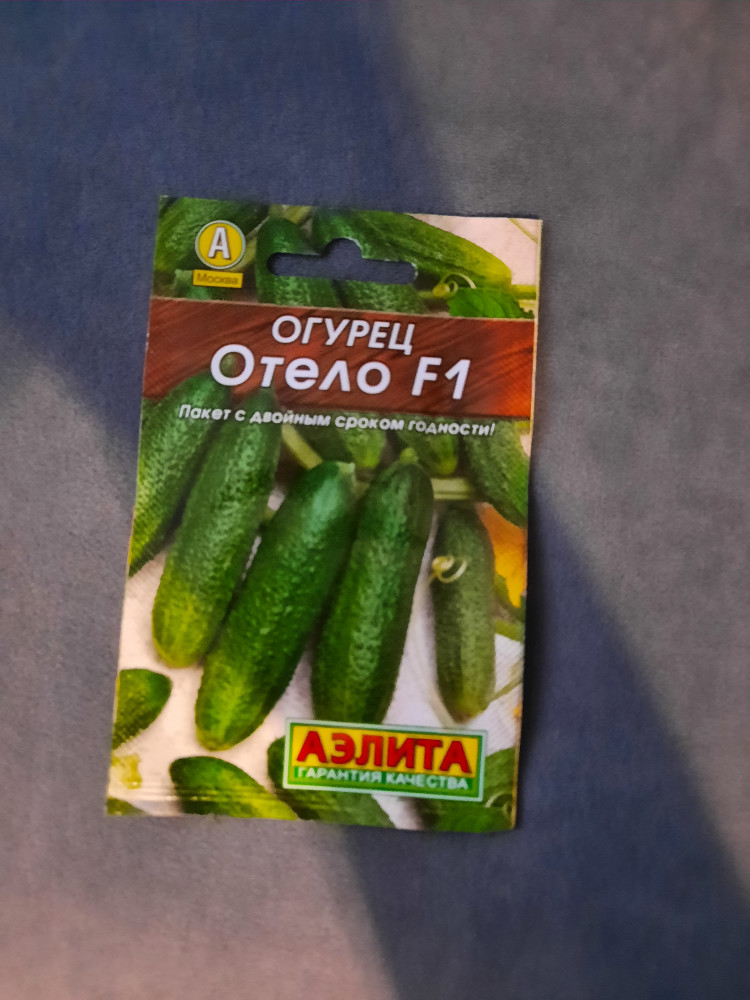 А
Москва
ОГУРЕЦ
Отело F1
Пакет с двойным сроком годности!
АЭЛИТА
ГАРАНТИЯ КАЧЕСТВА